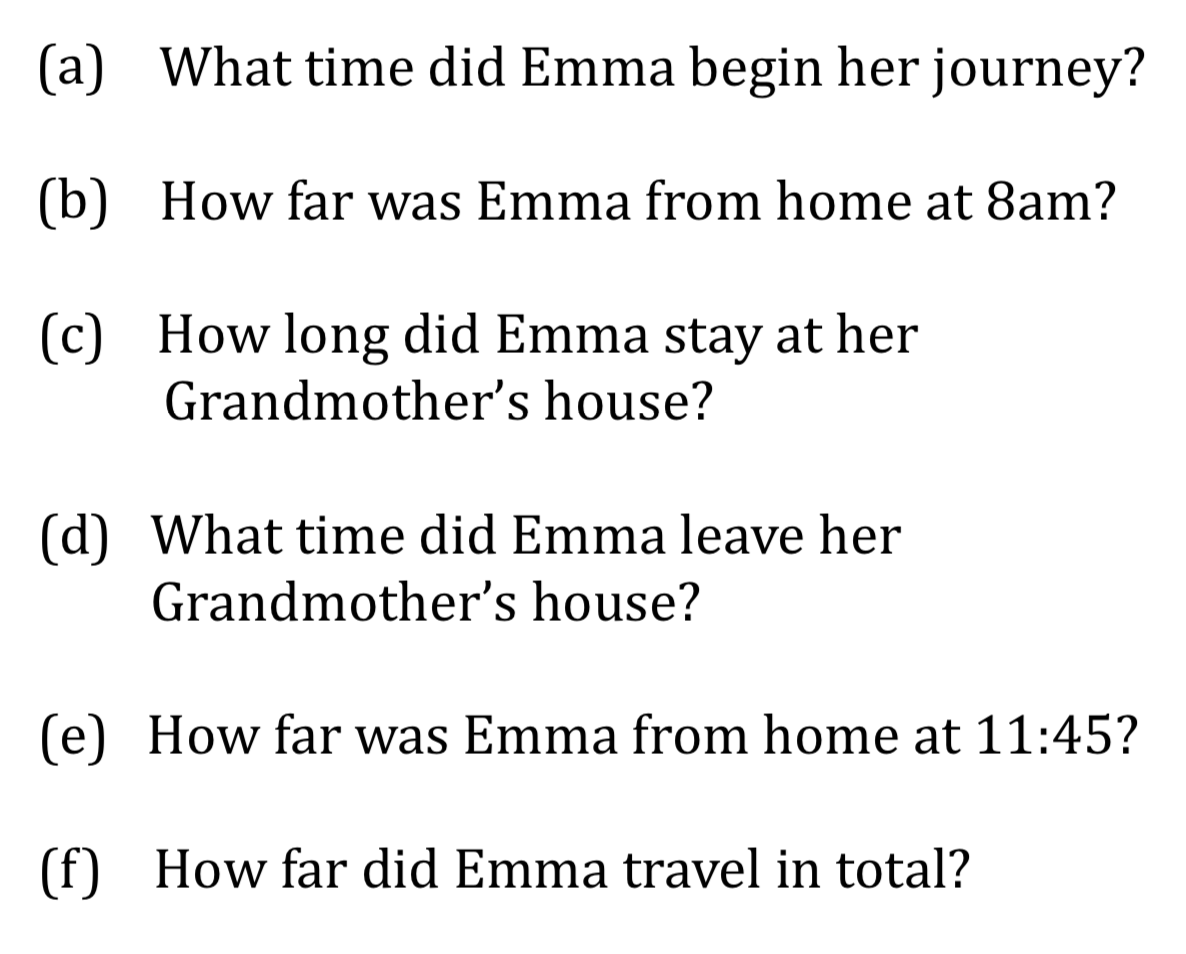 (a) What time did Emma begin her journey?
(b) How far was Emma from home at 8am?
(c) How long did Emma stay at her
Grandmother’s house?
(d) What time did Emma leave her
Grandmother’s house?
(e) How far was Emma from home at 11:45?
(f) How far did Emma travel in total?